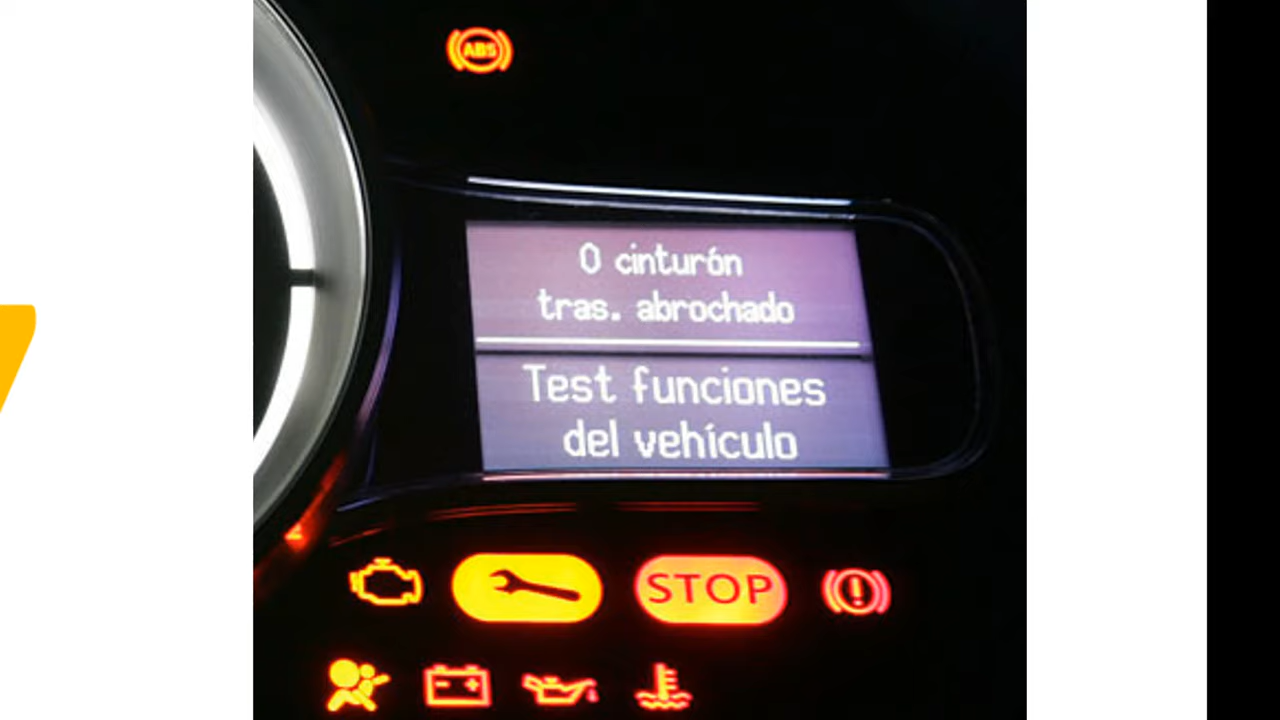 ABS
0 cinturón
tras. abrochado
Test funciones
del vehículo
STOP